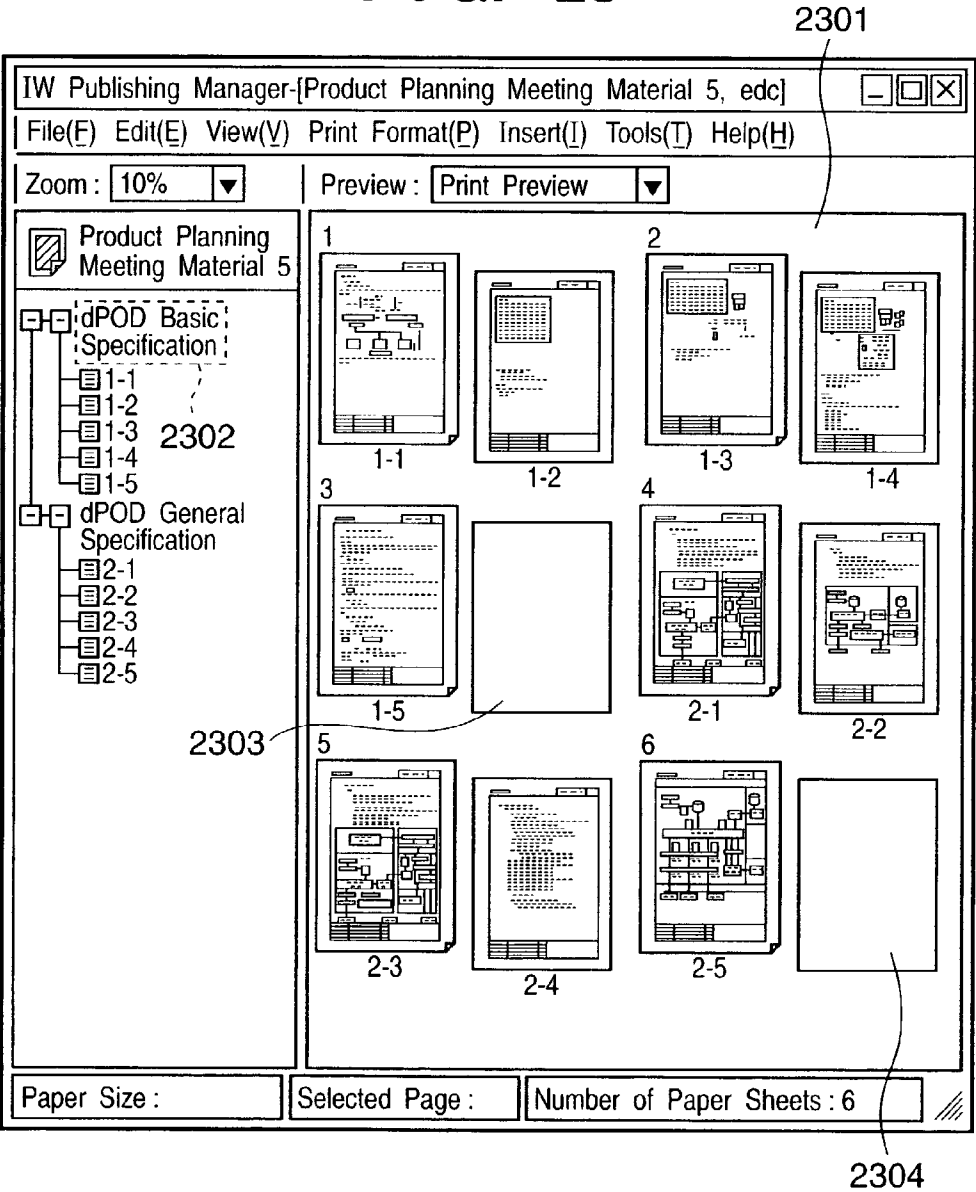 2301
IW Publishing Manager-[Product Planning Meeting Material 5, edc]
File(F) Edit(E) View(V) Print Format(P) Insert(I) Tools(T) Help(H)
Zoom : 10% Preview : Print Preview
Product Planning
Meeting Material 5
dPOD Basic
Specification
1-1
1-2
1-3
1-4
1-5
2302
dPOD General
Specification
2-1
2-2
2-3
2-4
2-5
1 2
1-1 1-2 1-3 1-4
3 4
1-5 2-1 2-2
2303
5 6
2-3 2-4 2-5
Paper Size : Selected Page : Number of Paper Sheets : 6
2304